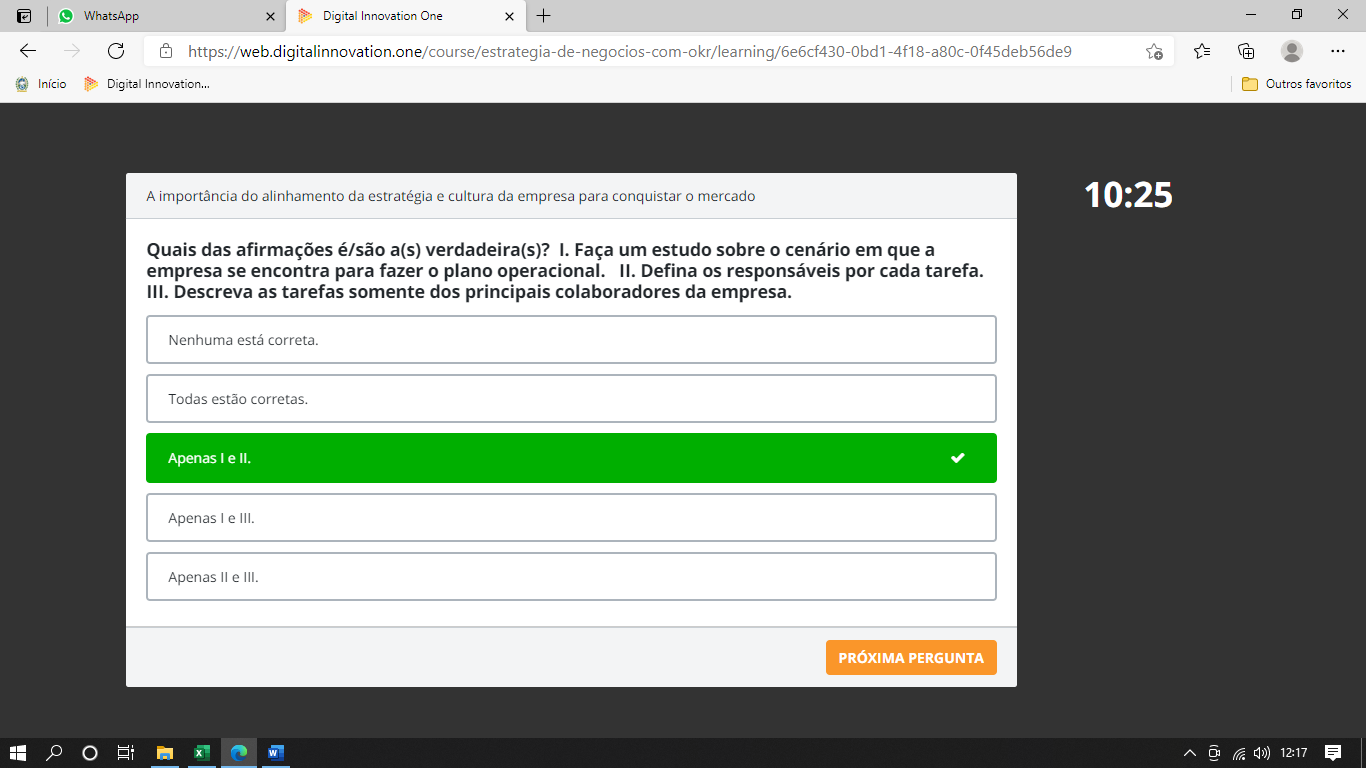 WhatsApp
Digital Innovation One
https://web.digitalinnovation.one/course/estrategia-de-negocios-com-okr/learning/6e6cf430-0bd1-4f18-a80c-0f45deb56de9
Início
Digital Innovation...
Outros favoritos
A importância do alinhamento da estratégia e cultura da empresa para conquistar o mercado
10:25
Quais das afirmações é/são a(s) verdadeira(s)?  I. Faça um estudo sobre o cenário em que a
empresa se encontra para fazer o plano operacional.   II. Defina os responsáveis por cada tarefa.
III. Descreva as tarefas somente dos principais colaboradores da empresa.
Nenhuma está correta.
Todas estão corretas.
Apenas I e II.
Apenas I e III.
Apenas II e III.
PRÓXIMA PERGUNTA
12:17